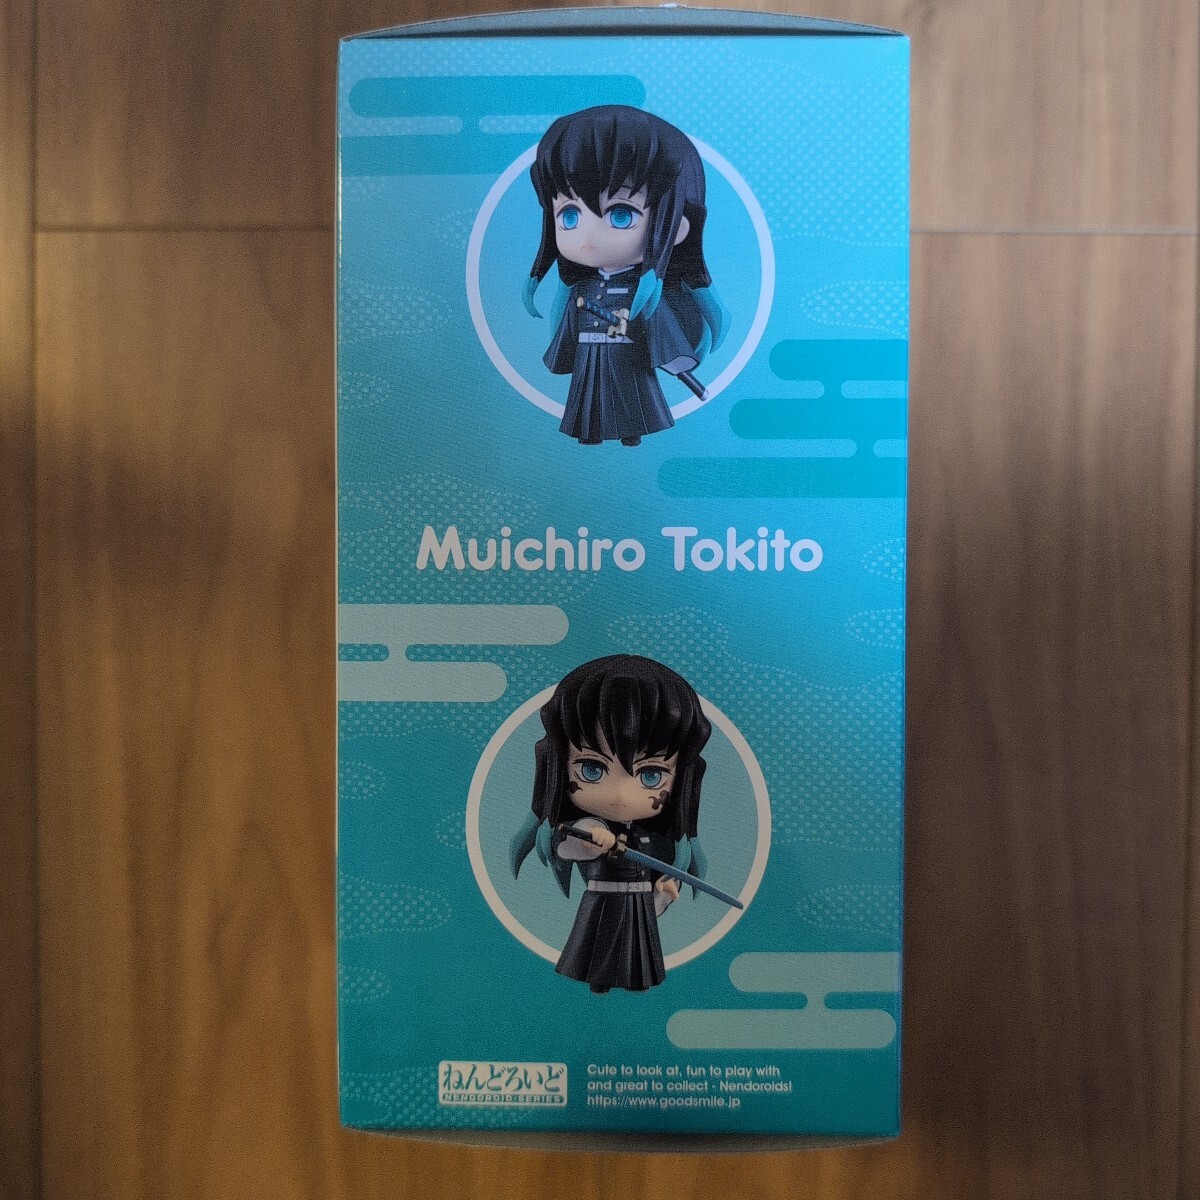 Muichiro Tokito
ねんどろいど
NENDOROID SERIES
Cute to look at, fun to play with
and great to collect - Nendoroids!
https://www.goodsmile.jp